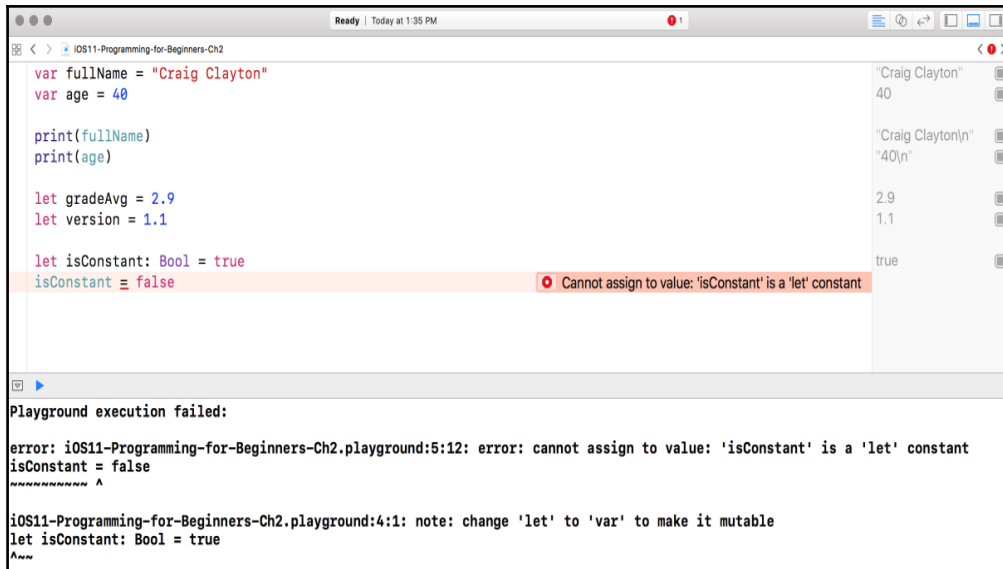 Ready | Today at 1:35 PM
1
iOS11-Programming-for-Beginners-Ch2
var fullName = "Craig Clayton"
"Craig Clayton"
var age = 40
40
print(fullName)
"Craig Clayton\n"
print(age)
"40\n"
let gradeAvg = 2.9
2.9
let version = 1.1
1.1
let isConstant: Bool = true
true
isConstant = false
Cannot assign to value: 'isConstant' is a 'let' constant
Playground execution failed:
error: iOS11-Programming-for-Beginners-Ch2.playground:5:12: error: cannot assign to value: 'isConstant' is a 'let' constant
isConstant = false
~~~~~~~~~~ ^
iOS11-Programming-for-Beginners-Ch2.playground:4:1: note: change 'let' to 'var' to make it mutable
let isConstant: Bool = true
^~~